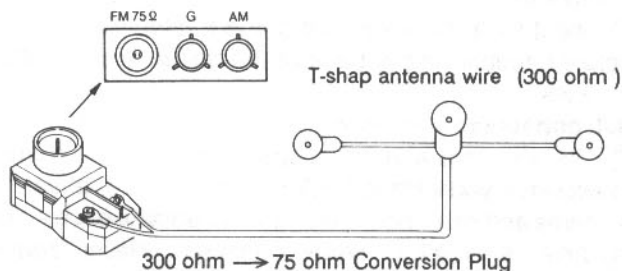 FM 75Ω G AM
T-shap antenna wire (300 ohm )
300 ohm → 75 ohm Conversion Plug